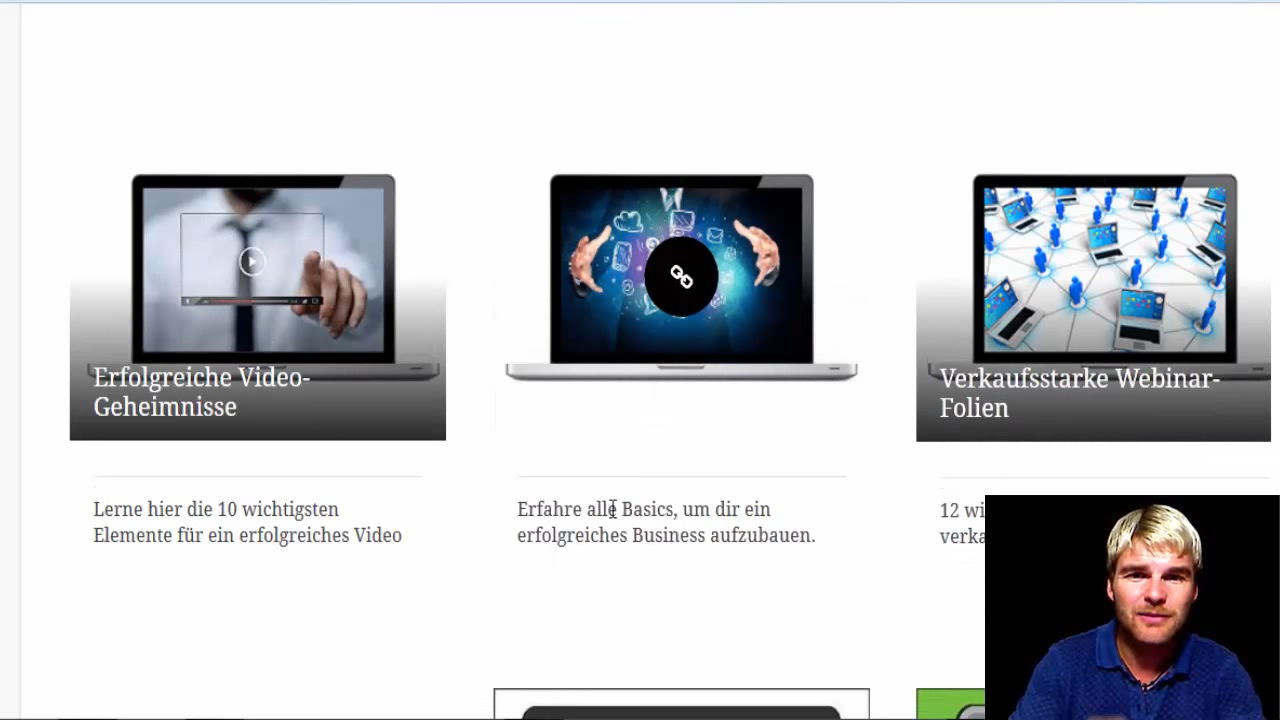 Erfolgreiche Video-
Geheimnisse
Lerne hier die 10 wichtigsten
Elemente für ein erfolgreiches Video
Erfahre alle Basics, um dir ein
erfolgreiches Business aufzubauen.
Verkaufsstarke Webinar-
Folien
12